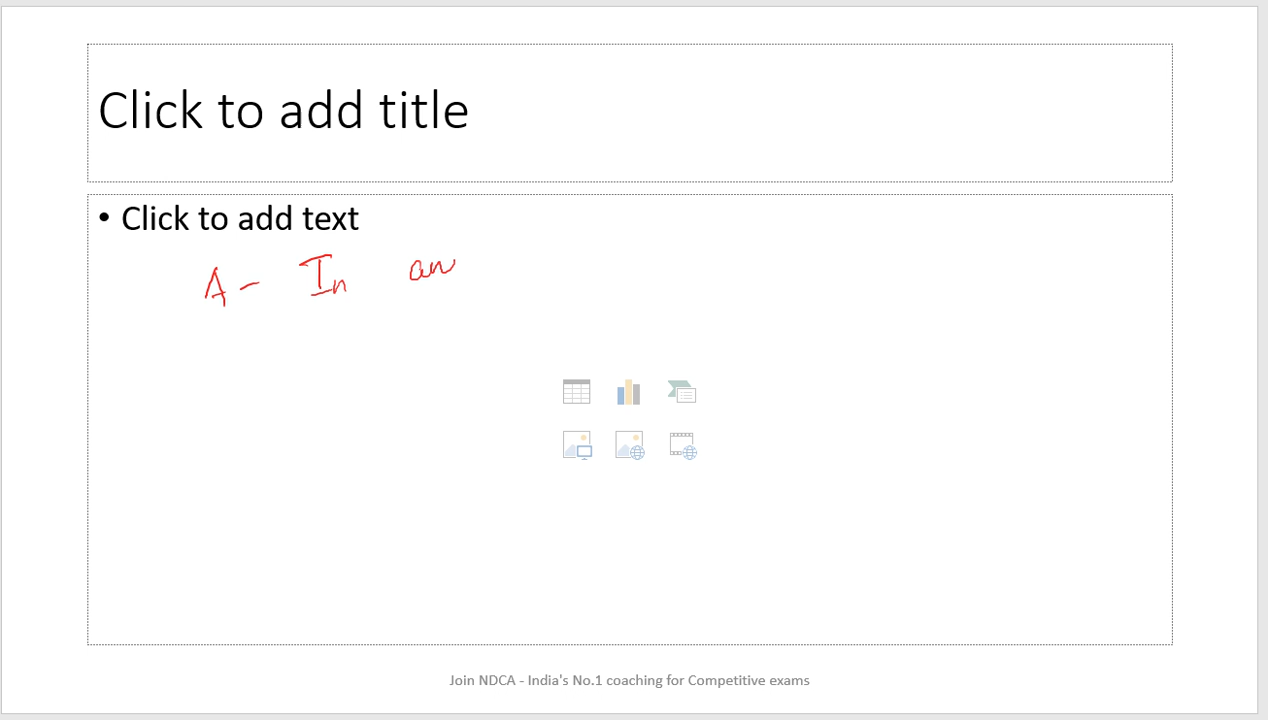 Click to add title
• Click to add text
A - In an
Join NDCA - India's No.1 coaching for Competitive exams